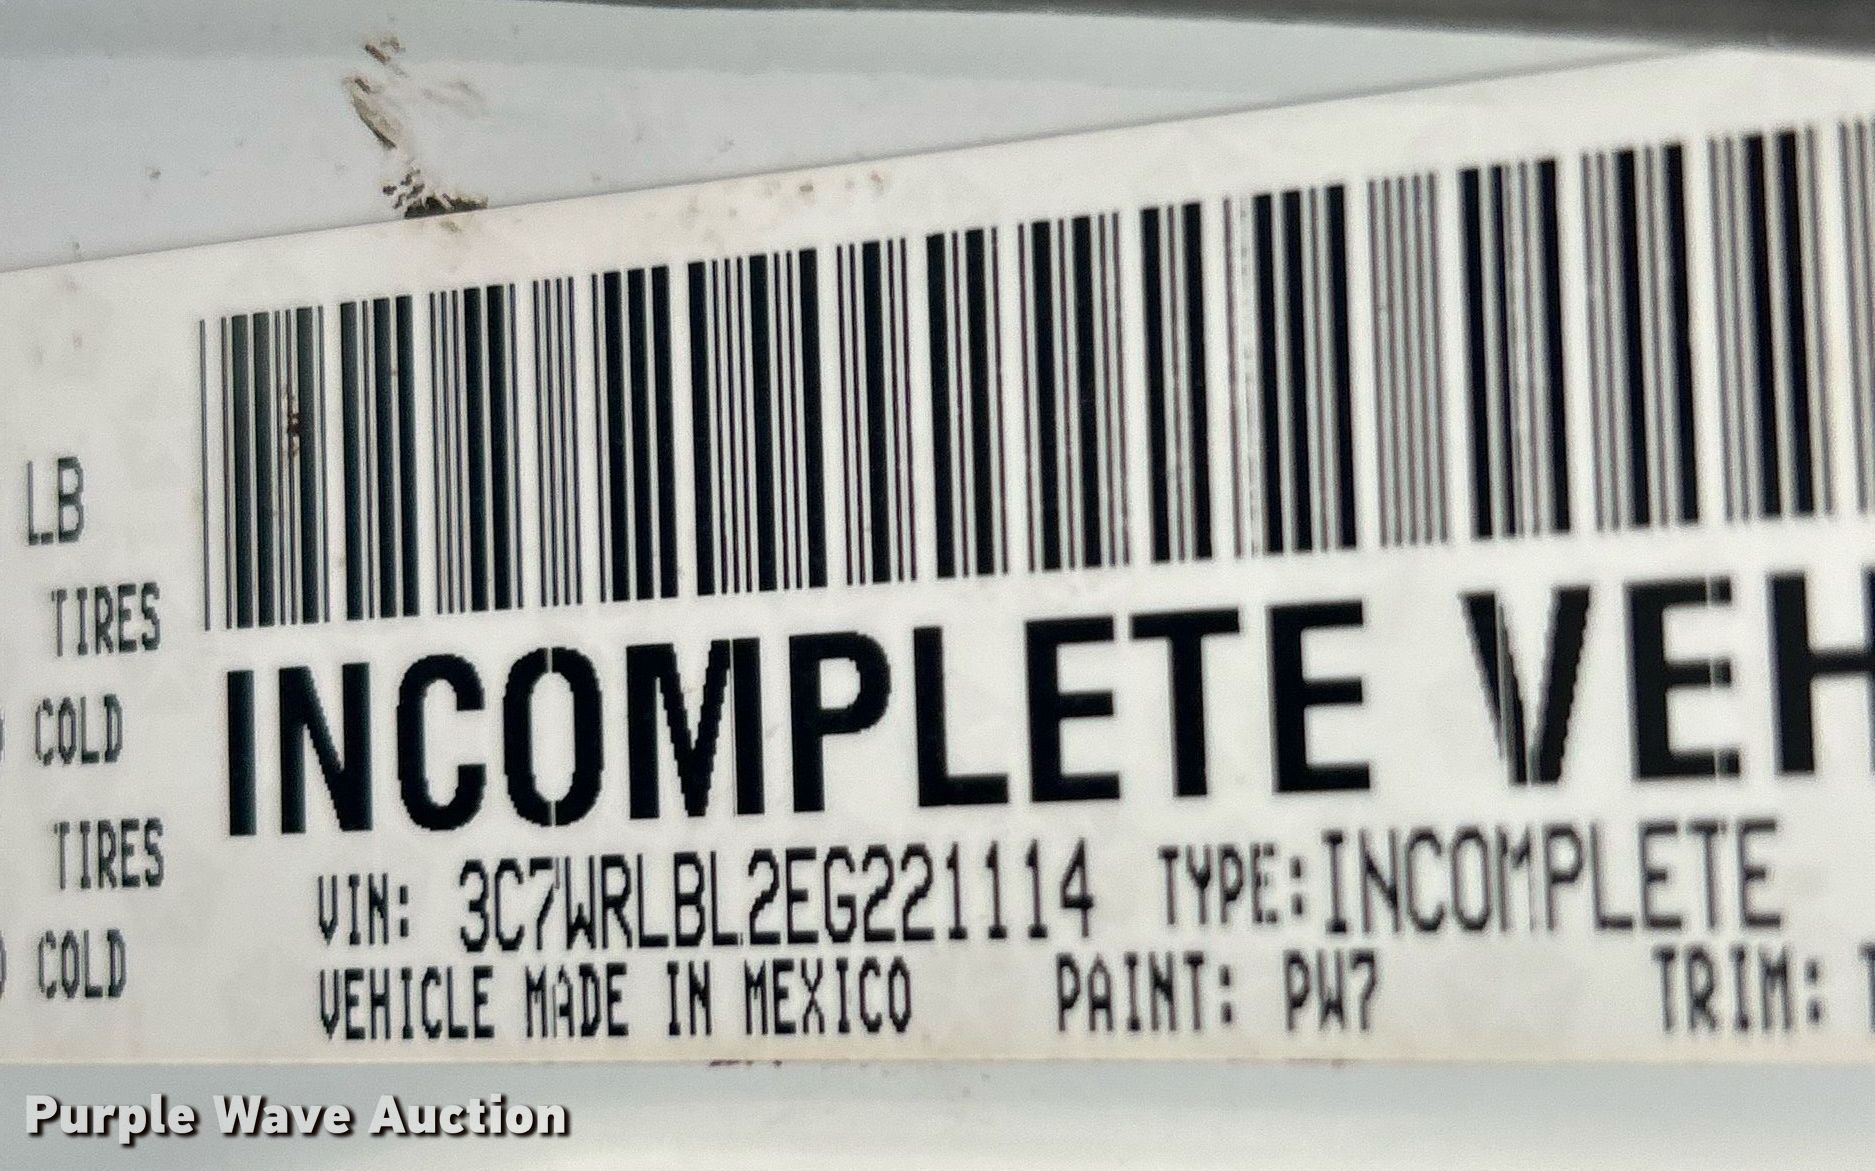 LB
TIRES
COLD
TIRES
COLD
INCOMPLETE VEH
VIN: 3C7WRLBL2EG221114 TYPE: INCOMPLETE
VEHICLE MADE IN MEXICO PAINT: PW7 TRIM:
Purple Wave Auction